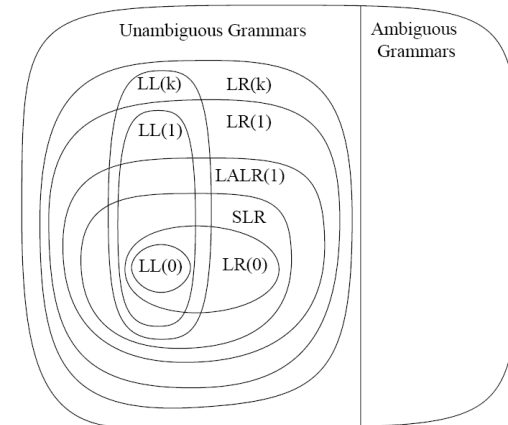 Unambiguous Grammars
Ambiguous
Grammars
LL(k)
LR(k)
LL(1)
LR(1)
LALR(1)
SLR
LL(0)
LR(0)